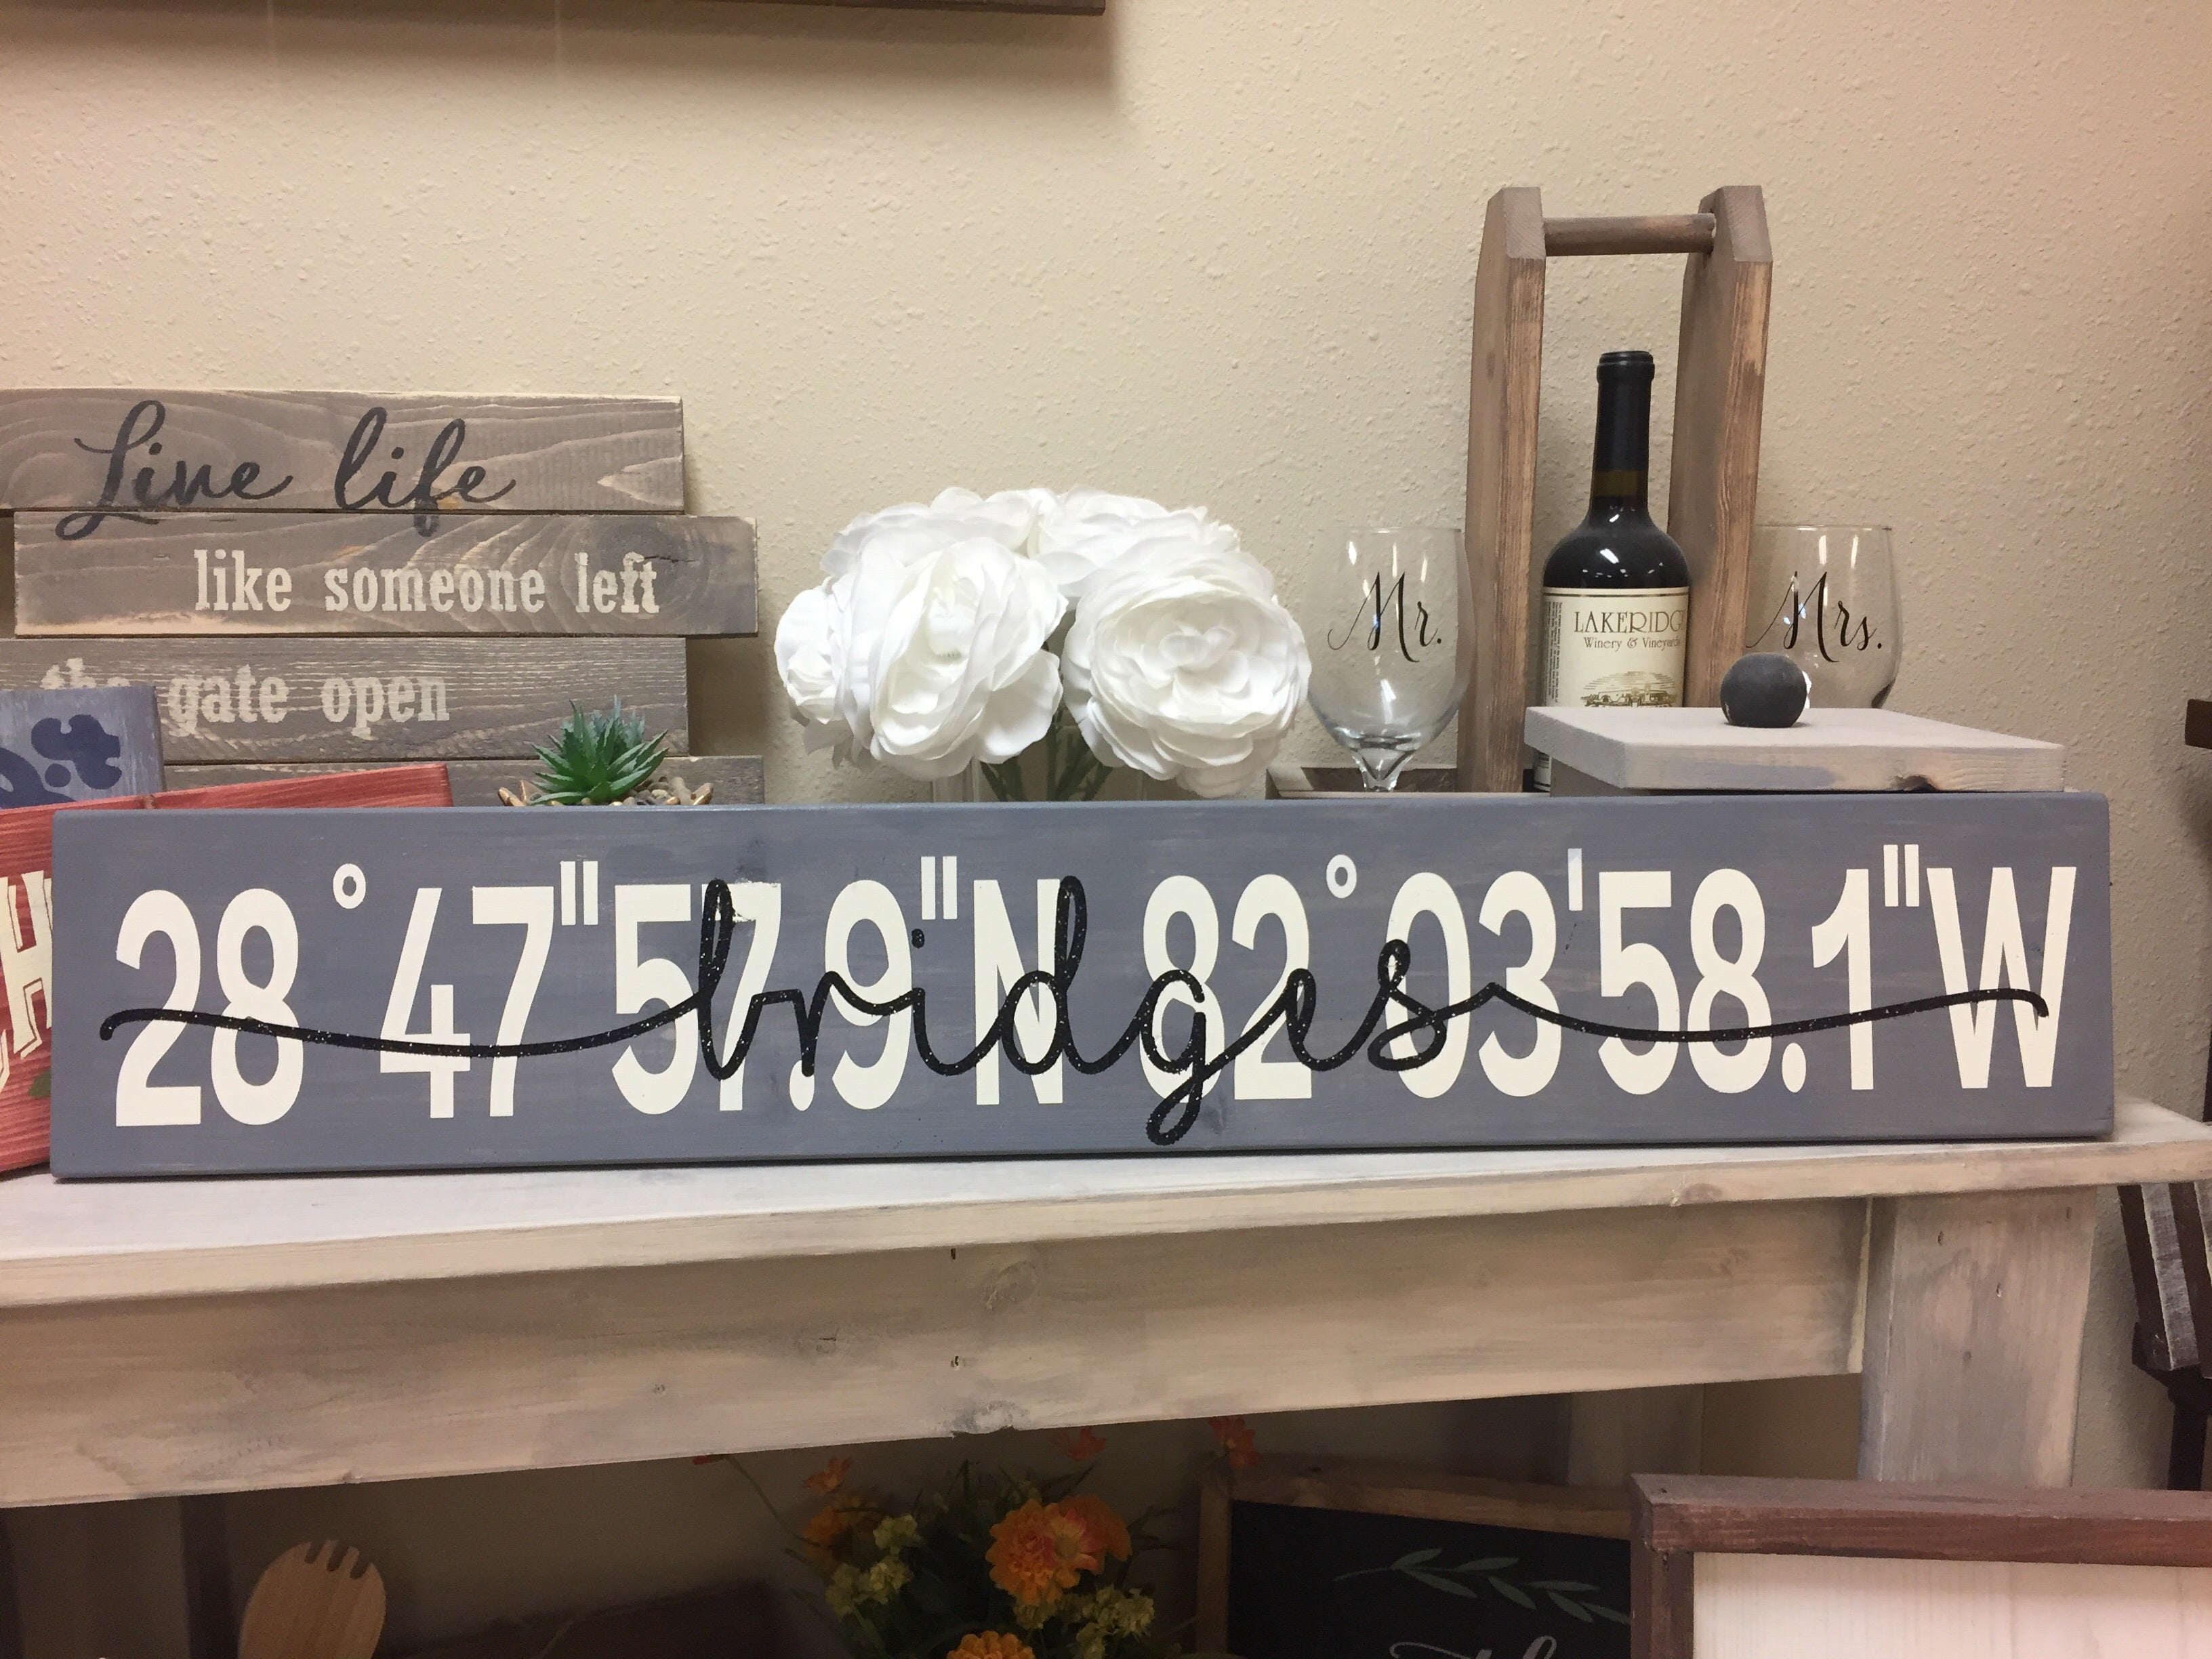 Live life
like someone left
the gate open
Mr.
LAKERIDG
Winery & Vineyards
Mrs.
28°47"57.9"N 82°03'58.1"W
bridges